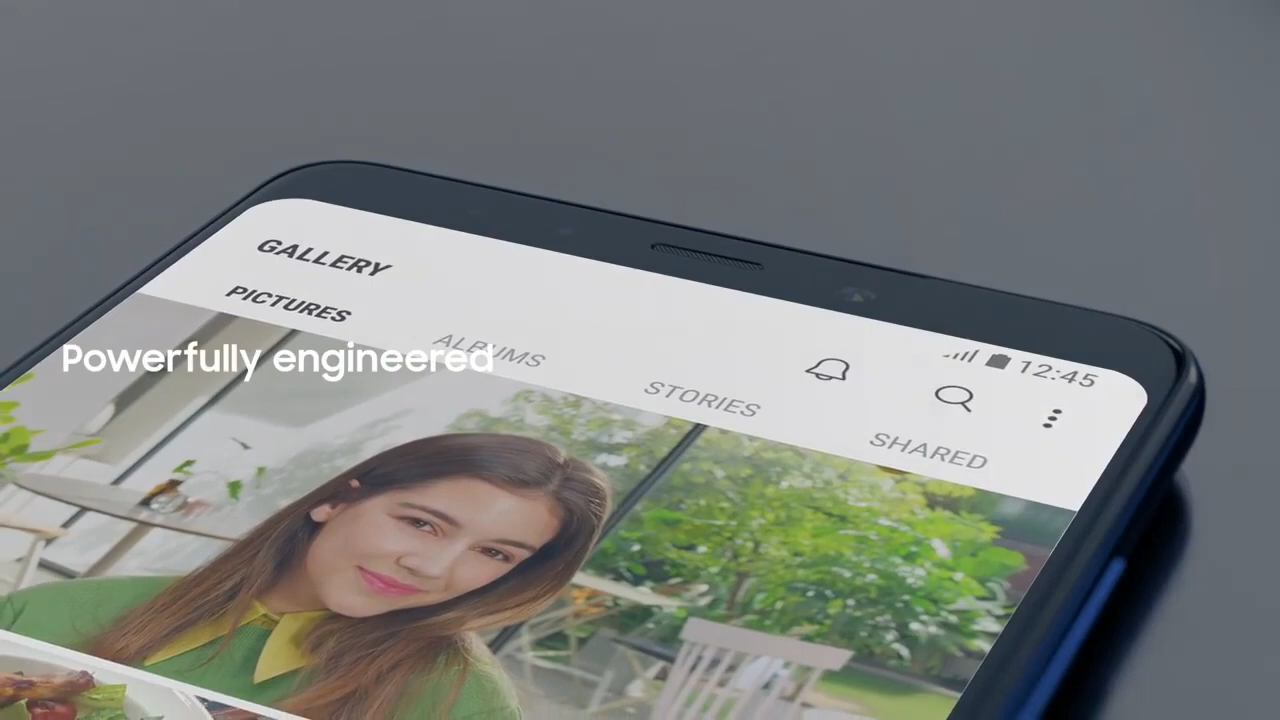 GALLERY
PICTURES
ALBUMS
STORIES
SHARED
12:45
Powerfully engineered